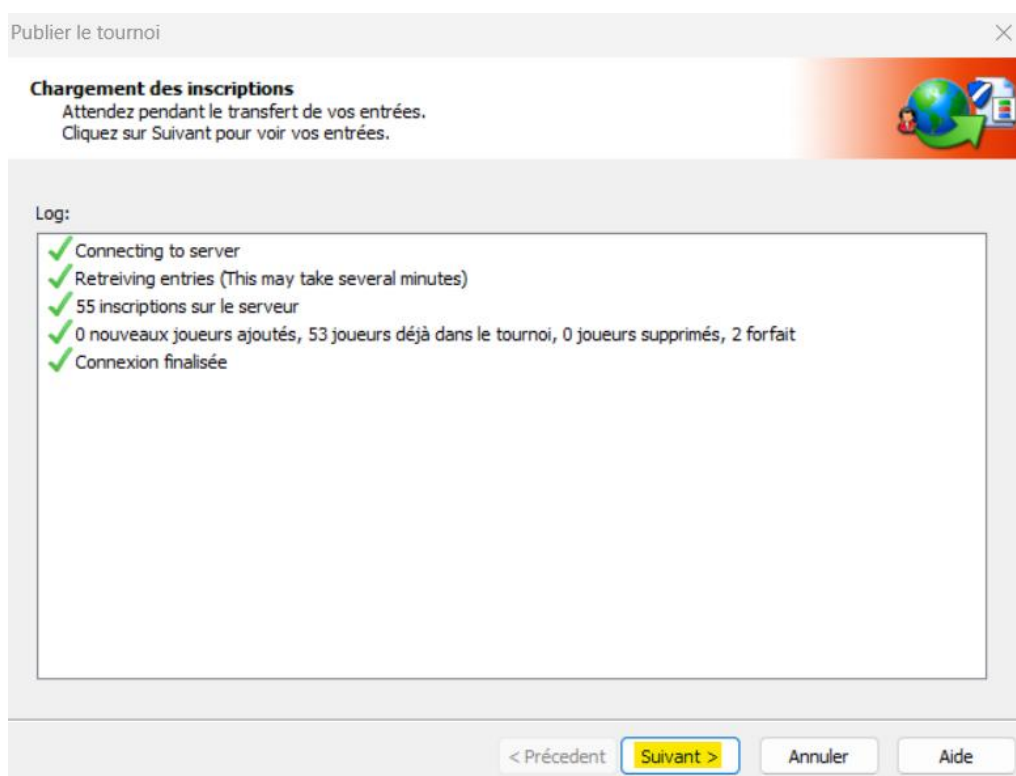 Publier le tournoi
Chargement des inscriptions
Attendez pendant le transfert de vos entrées.
Cliquez sur Suivant pour voir vos entrées.
Log:
Connecting to server
Retreiving entries (This may take several minutes)
55 inscriptions sur le serveur
0 nouveaux joueurs ajoutés, 53 joueurs déjà dans le tournoi, 0 joueurs supprimés, 2 forfait
Connexion finalisée
< Précedent Suivant > Annuler Aide